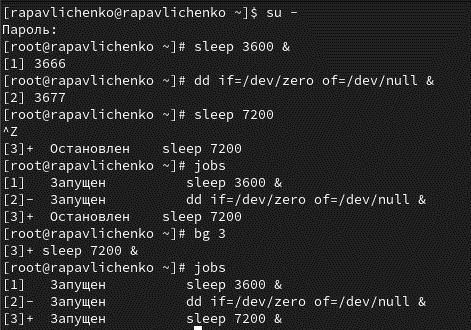 [rapavlichenko@rapavlichenko ~]$ su -
Пароль:
[root@rapavlichenko ~]# sleep 3600 &
[1] 3666
[root@rapavlichenko ~]# dd if=/dev/zero of=/dev/null &
[2] 3677
[root@rapavlichenko ~]# sleep 7200
^Z
[3]+  Остановлен    sleep 7200
[root@rapavlichenko ~]# jobs
[1]   Запущен          sleep 3600 &
[2]-  Запущен          dd if=/dev/zero of=/dev/null &
[3]+  Остановлен    sleep 7200
[root@rapavlichenko ~]# bg 3
[3]+ sleep 7200 &
[root@rapavlichenko ~]# jobs
[1]   Запущен          sleep 3600 &
[2]-  Запущен          dd if=/dev/zero of=/dev/null &
[3]+  Запущен          sleep 7200 &